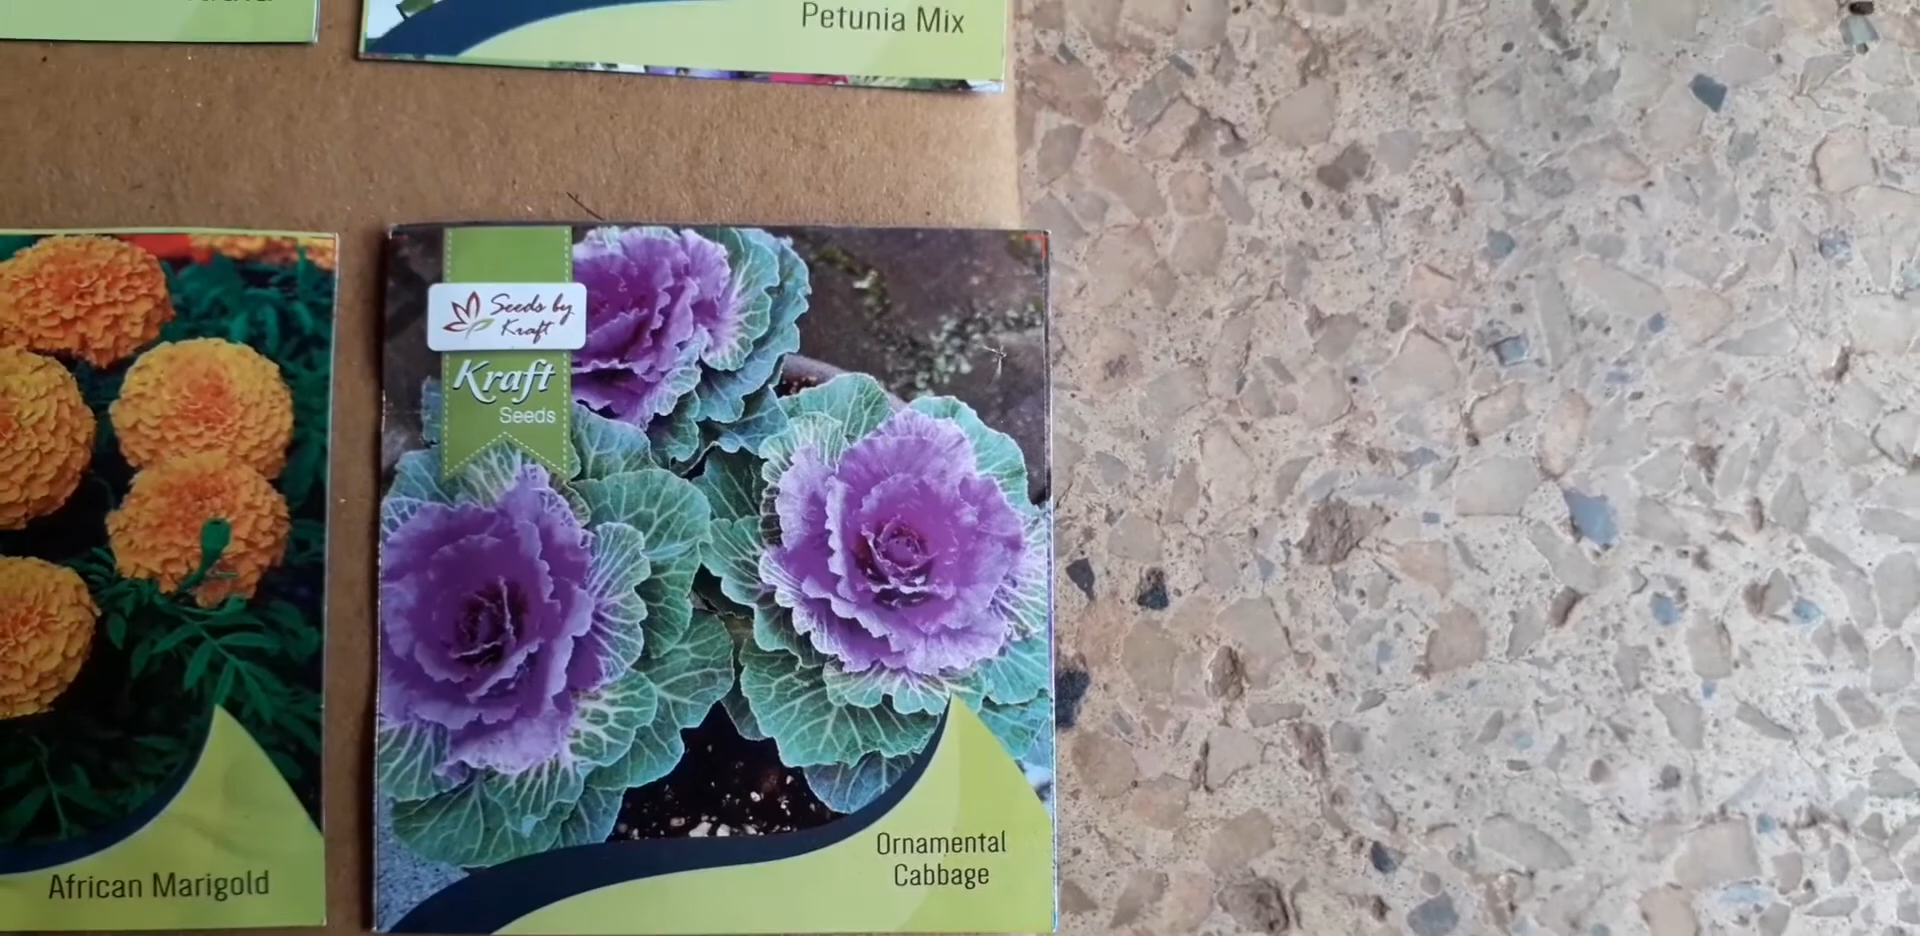 Petunia Mix
Seeds by
Kraft
Kraft
Seeds
Ornamental
Cabbage
African Marigold